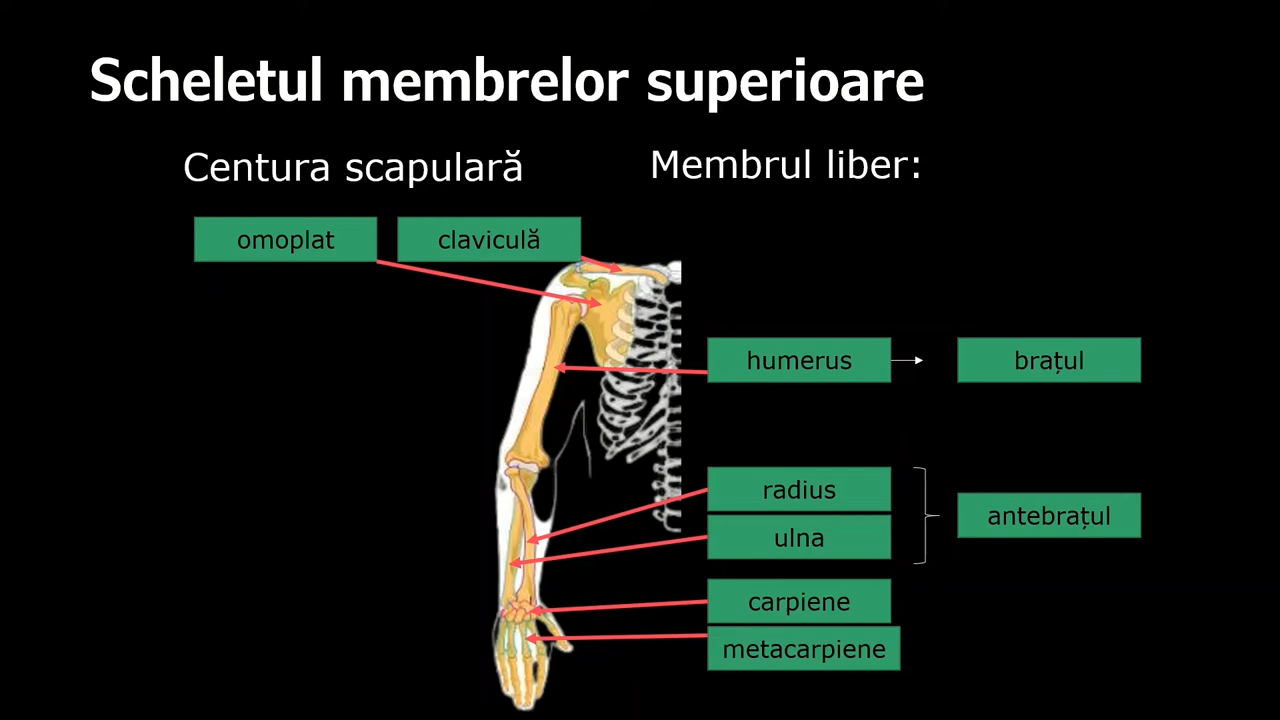 Scheletul membrelor superioare
Centura scapulară
Membrul liber:
omoplat
claviculă
humerus
brațul
radius
ulna
antebrațul
carpiene
metacarpiene